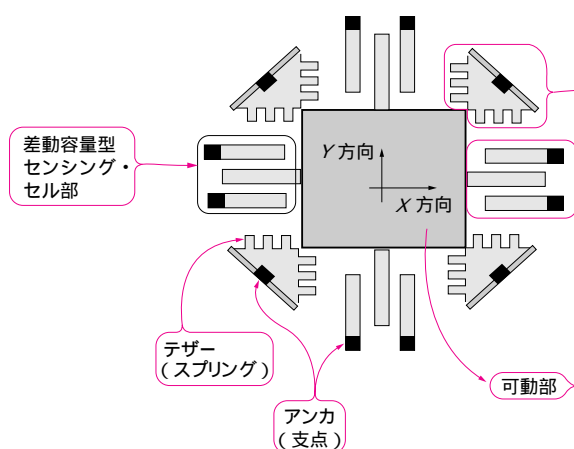 差動容量型
センシング・
セル部
Y 方向
X 方向
テザー
(スプリング)
アンカ
(支点)
可動部